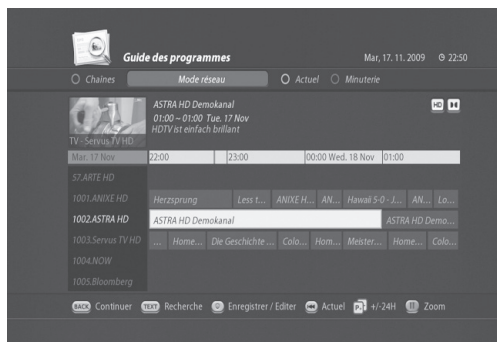 Guide des programmes Mar, 17. 11. 2009 22:50
Chaînes Mode réseau Actuel Minuterie
ASTRA HD Demokanal HD
01:00 ~ 01:00 Tue. 17 Nov
HDTV ist einfach brillant
TV - Servus TV HD
Mar. 17 Nov 22:00 23:00 00:00 Wed. 18 Nov 01:00
57.ARTE HD
1001.ANIXE HD Herzsprung Less t... ANIXE H... AN... Hawaii 5-0 - J... AN... La...
1002.ASTRA HD ASTRA HD Demokanal ASTRA HD Demo...
1003.Servus TV HD ... Home... Die Geschichte ... Colo... Hom... Meister... Home... Colo...
1004.NOW
1005.Bloomberg
BACK Continuer TEXT Recherche Enregistrer / Editer Actuel P +/-24H Zoom